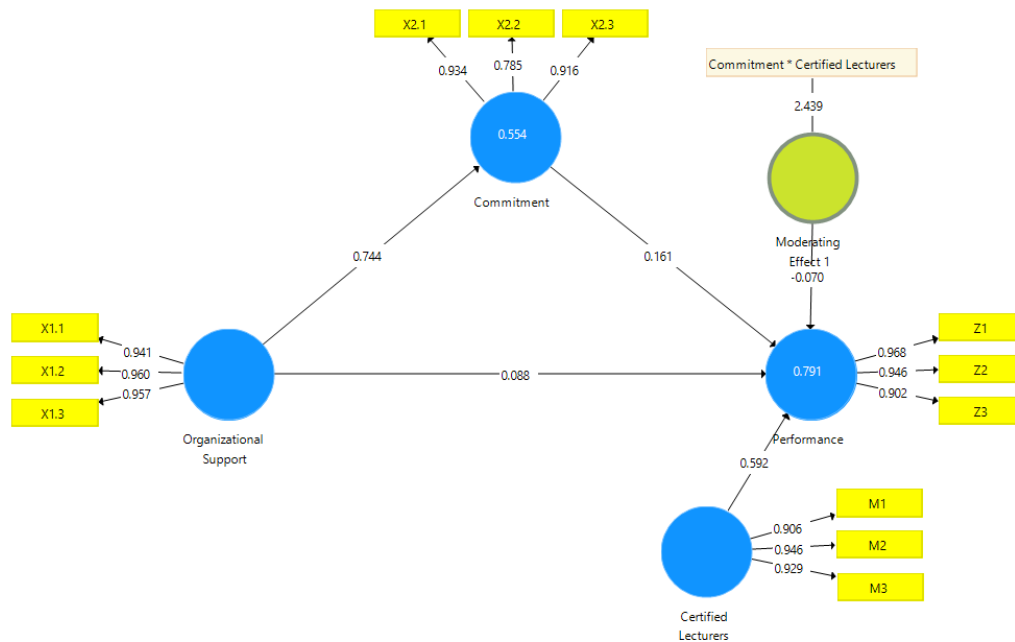 X2.1
X2.2
X2.3
0.934
0.785
0.916
Commitment * Certified Lecturers
2.439
0.554
Commitment
Moderating
Effect 1
-0.070
0.744
0.161
X1.1
X1.2
X1.3
0.941
0.960
0.957
Organizational
Support
0.088
0.791
Performance
Z1
Z2
Z3
0.968
0.946
0.902
0.592
M1
M2
M3
0.906
0.946
0.929
Certified
Lecturers